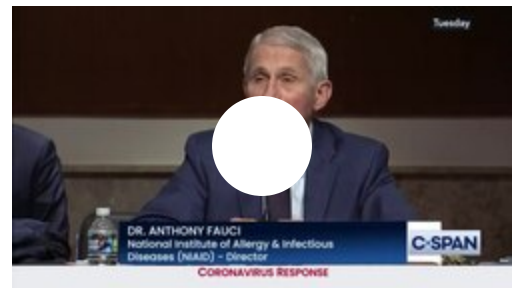 Tuesday
DR. ANTHONY FAUCI
National Institute of Allergy & Infectious
Diseases (NIAID) - Director
C-SPAN
CORONAVIRUS RESPONSE